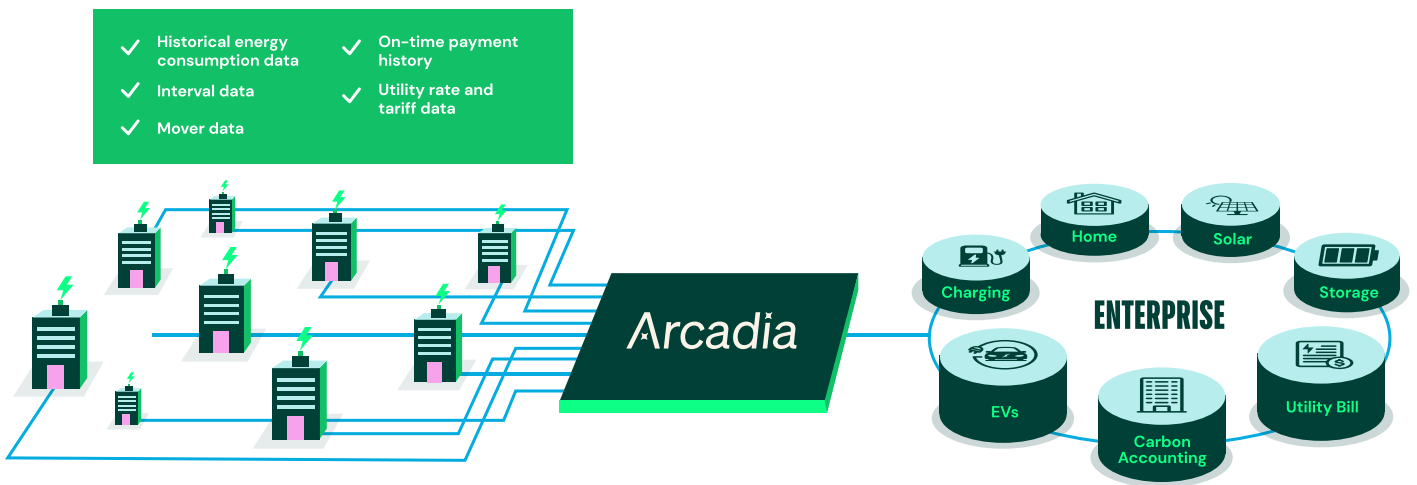 Historical energy
consumption data
Interval data
Mover data
On-time payment
history
Utility rate and
tariff data
Arcadia
ENTERPRISE
Home
Solar
Charging
Storage
EVs
Utility Bill
Carbon
Accounting